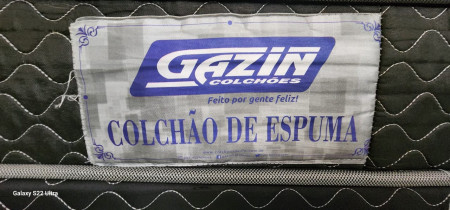 GAZIN
COLCHÕES
Feito por gente feliz!
COLCHÃO DE ESPUMA
Galaxy S22 Ultra